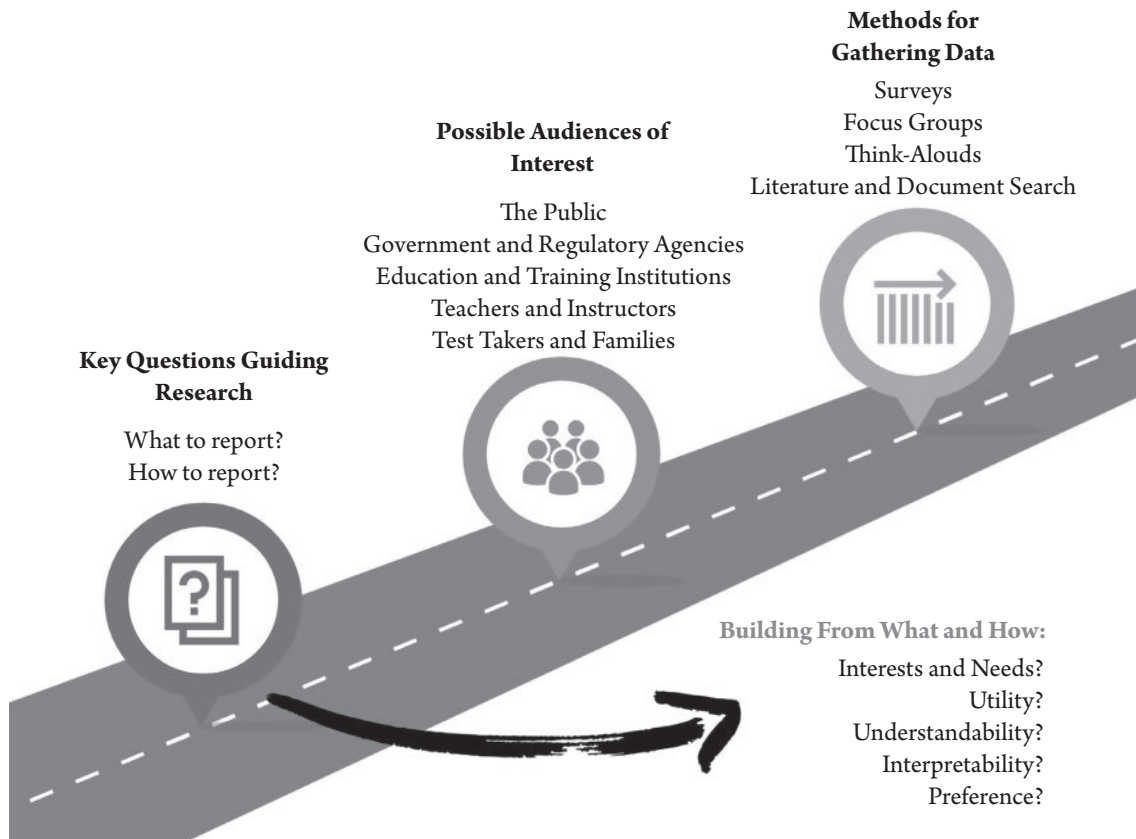 Key Questions Guiding
Research
What to report?
How to report?
Possible Audiences of
Interest
The Public
Government and Regulatory Agencies
Education and Training Institutions
Teachers and Instructors
Test Takers and Families
Methods for
Gathering Data
Surveys
Focus Groups
Think-Alouds
Literature and Document Search
?
Building From What and How:
Interests and Needs?
Utility?
Understandability?
Interpretability?
Preference?